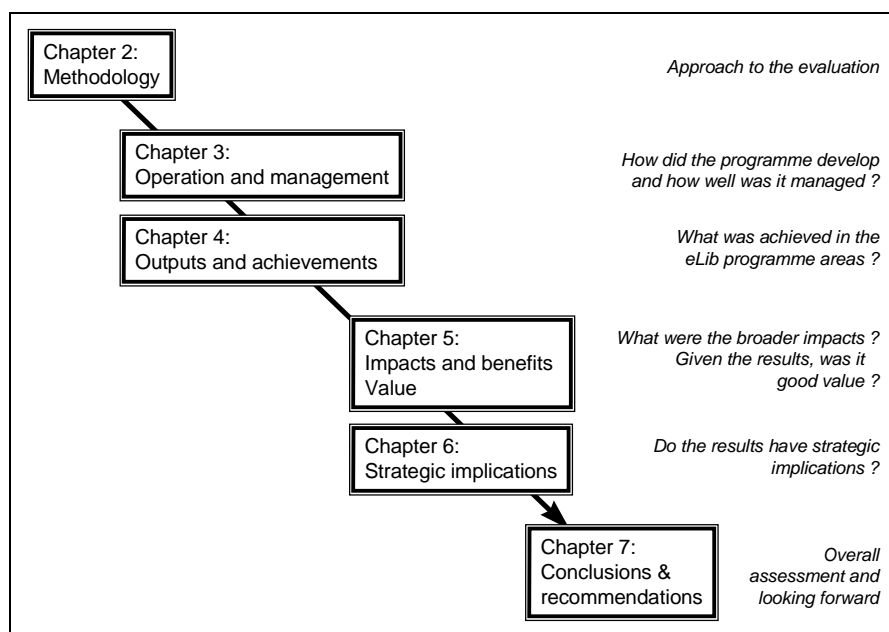 Chapter 2:
Methodology
Approach to the evaluation
Chapter 3:
Operation and management
How did the programme develop
and how well was it managed ?
Chapter 4:
Outputs and achievements
What was achieved in the
eLib programme areas ?
Chapter 5:
Impacts and benefits
Value
What were the broader impacts ?
Given the results, was it
good value ?
Chapter 6:
Strategic implications
Do the results have strategic
implications ?
Chapter 7:
Conclusions &
recommendations
Overall
assessment and
looking forward